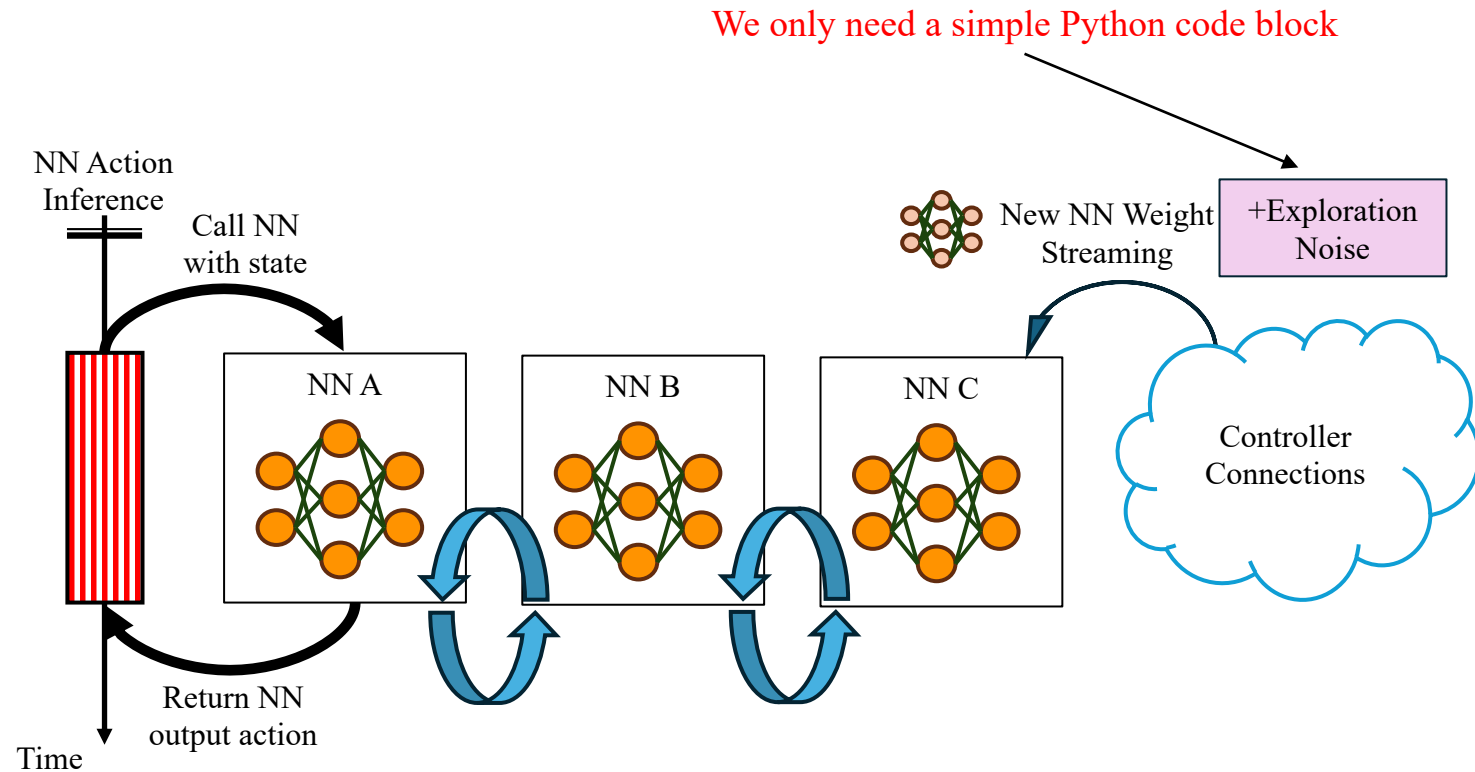 We only need a simple Python code block
NN Action
Inference
Call NN
with state
New NN Weight
Streaming
+Exploration
Noise
NN A
NN B
NN C
Controller
Connections
Return NN
output action
Time